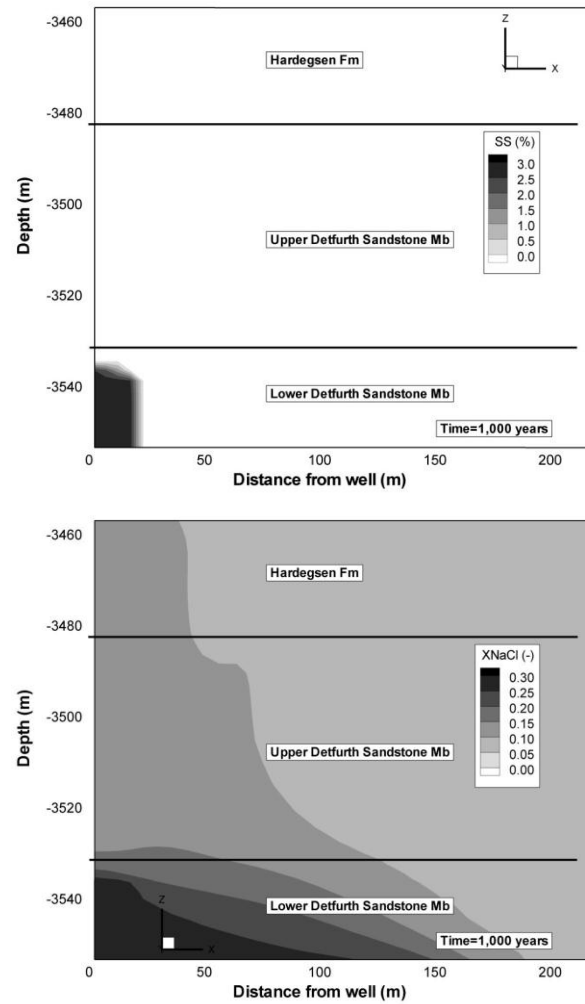 -3460
Z
Hardegsen Fm
Y
X
-3480
SS (%)
3.0
2.5
2.0
1.5
1.0
0.5
0.0
-3500
Depth (m)
Upper Detfurth Sandstone Mb
-3520
-3540
Lower Detfurth Sandstone Mb
Time=1,000 years
0 50 100 150 200
Distance from well (m)
-3460
Hardegsen Fm
-3480
XNaCl (-)
0.30
0.25
0.20
0.15
0.10
0.05
0.00
-3500
Depth (m)
Upper Detfurth Sandstone Mb
-3520
-3540
Z
Lower Detfurth Sandstone Mb
X
Time=1,000 years
0 50 100 150 200
Distance from well (m)